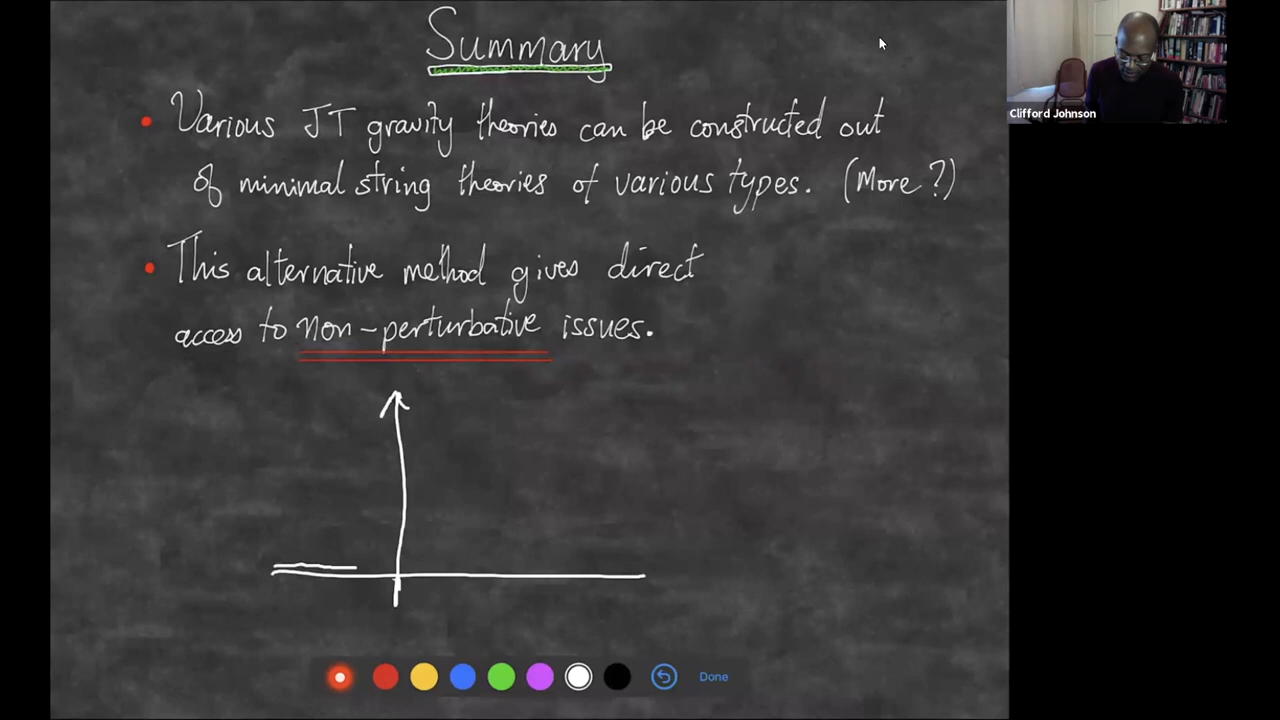 Summary
• Various JT gravity theories can be constructed out
of minimal string theories of various types. (More?)
• This alternative method gives direct
access to non-perturbative issues.
Clifford Johnson
Done